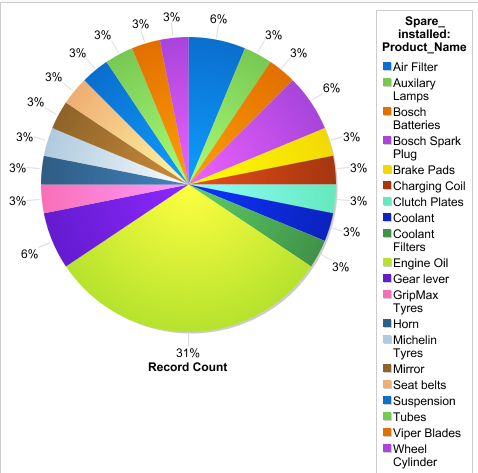 3%
3%
6%
3%
3%
6%
3%
3%
3%
3%
3%
31%
6%
3%
3%
3%
3%
3%
3%
3%
Record Count
Spare_
installed:
Product_Name
Air Filter
Auxilary
Lamps
Bosch
Batteries
Bosch Spark
Plug
Brake Pads
Charging Coil
Clutch Plates
Coolant
Coolant
Filters
Engine Oil
Gear lever
GripMax
Tyres
Horn
Michelin
Tyres
Mirror
Seat belts
Suspension
Tubes
Viper Blades
Wheel
Cylinder